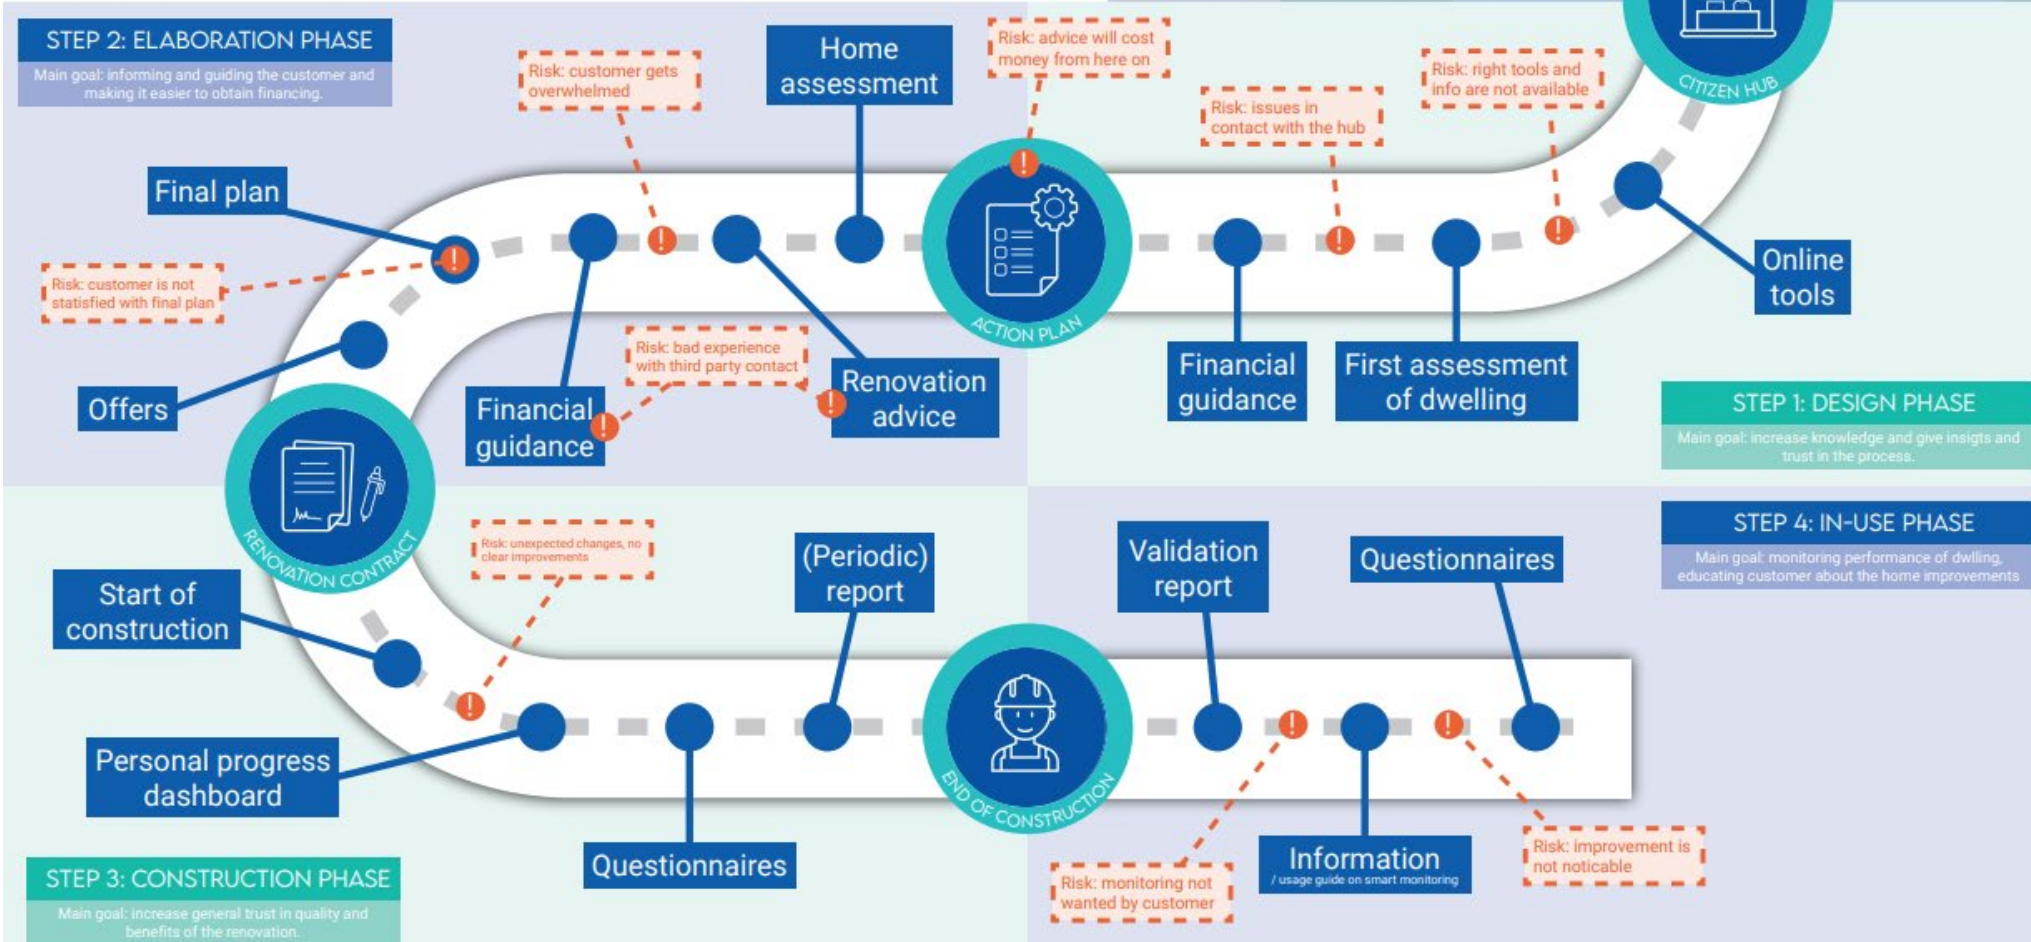 STEP 2: ELABORATION PHASE
Main goal: informing and guiding the customer and
making it easier to obtain financing.
Risk: customer gets
overwhelmed
Home
assessment
Risk: advice will cost
money from here on
Risk: issues in
contact with the hub
Risk: right tools and
info are not available
CITIZEN HUB
Final plan
Risk: customer is not
statisfied with final plan
Offers
Financial
guidance
Risk: bad experience
with third party contact
Renovation
advice
ACTION PLAN
Financial
guidance
First assessment
of dwelling
Online
tools
STEP 1: DESIGN PHASE
Main goal: increase knowledge and give insigts and
trust in the process.
RENOVATION CONTRACT
Start of
construction
Risk: unexpected changes, no
clear improvements
(Periodic)
report
Validation
report
Questionnaires
STEP 4: IN-USE PHASE
Main goal: monitoring performance of dwlling,
educating customer about the home improvements
Personal progress
dashboard
Questionnaires
END OF CONSTRUCTION
Risk: monitoring not
wanted by customer
Information
/ usage guide on smart monitoring
Risk: improvement is
not noticable
STEP 3: CONSTRUCTION PHASE
Main goal: increase general trust in quality and
benefits of the renovation.